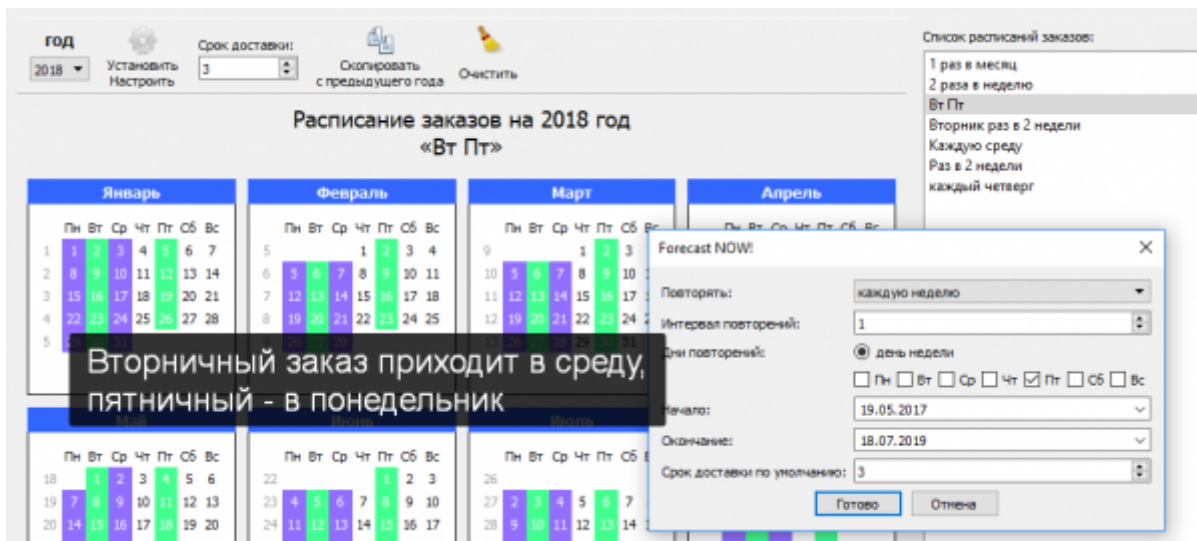 год
2018
Установить
Настроить
Срок доставки:
3
Скопировать
с предыдущего года
Очистить
Расписание заказов на 2018 год
«Вт Пт»
Список расписаний заказов:
1 раз в месяц
2 раза в неделю
Вт Пт
Вторник раз в 2 недели
Каждую среду
Раз в 2 недели
каждый четверг
Январь Февраль Март Апрель
Пн Вт Ср Чт Пт Сб Вс Пн Вт Ср Чт Пт Сб Вс Пн Вт Ср Чт Пт Сб Вс Пн Вт Ср Чт Пт Сб Вс
1 1 2 3 4 5 6 7 5 1 2 3 4 9 1 2 3
2 8 9 10 11 12 13 14 6 5 6 7 8 9 10 11 10 5 6 7 8 9 10
3 15 16 17 18 19 20 21 7 12 13 14 15 16 17 18 11 12 13 14 15 16 17
4 22 23 24 25 26 27 28 8 19 20 21 22 23 24 25 12 19 20 21 22 23 24
5
Вторичный заказ приходит в среду,
пятничный - в понедельник
Май Июнь Июль
Пн Вт Ср Чт Пт Сб Вс Пн Вт Ср Чт Пт Сб Вс Пн Вт Ср Чт Пт Сб
18 1 2 3 4 5 6 22 1 2 3 26
19 7 8 9 10 11 12 13 23 4 5 6 7 8 9 10 27 2 3 4 5 6 7
20 14 15 16 17 18 19 20 24 11 12 13 14 15 16 17 28 9 10 11 12 13 14
Forecast NOW!
Повторять: каждую неделю
Интервал повторений: 1
Дни повторений: день недели
Пн Вт Ср Чт Пт Сб Вс
Начало: 19.05.2017
Окончание: 18.07.2019
Срок доставки по умолчанию: 3
Готово Отмена